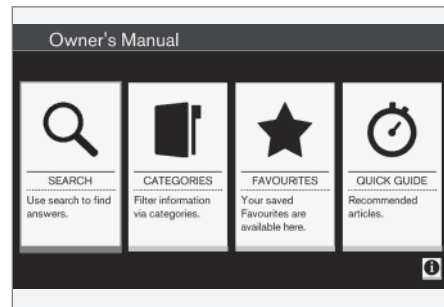 Owner's Manual
SEARCH
Use search to find
answers.
CATEGORIES
Filter information
via categories.
FAVOURITES
Your saved
Favourites are
available here.
QUICK GUIDE
Recommended
articles.
i